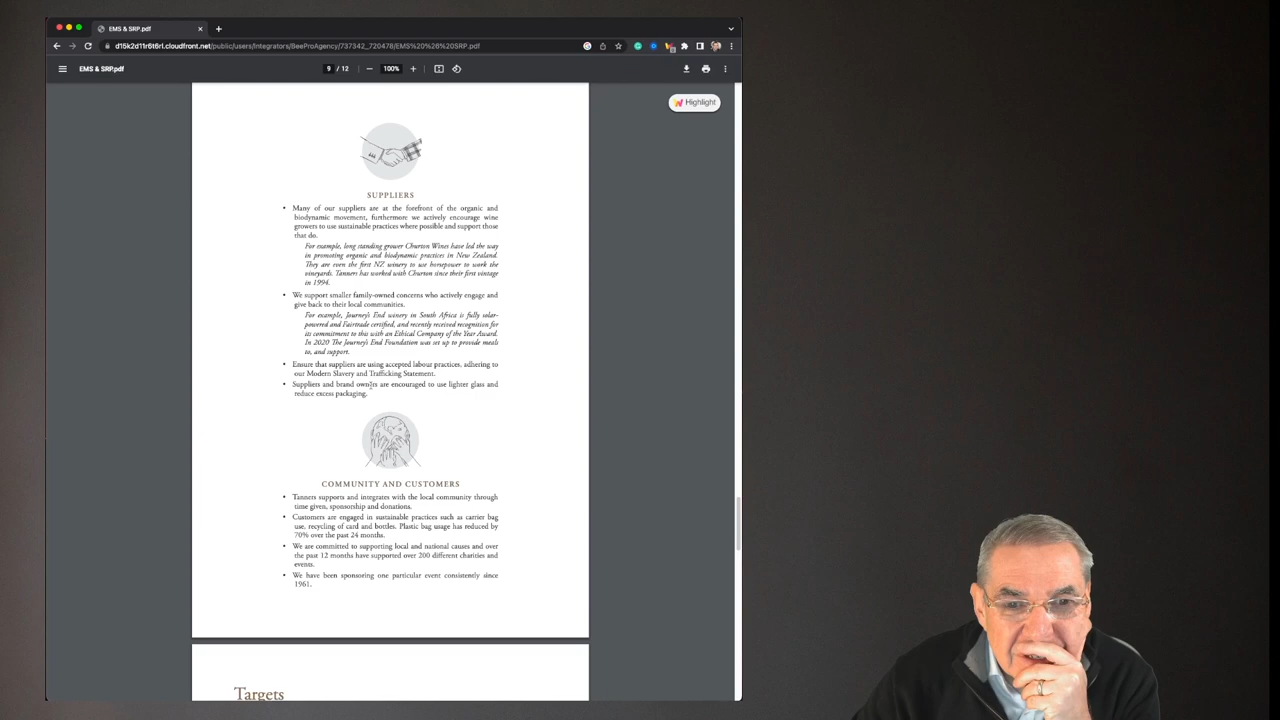 EMS & SRP.pdf
d15k2d11r6t6rl.cloudfront.net/public/users/Integrators/BeeProAgency/737342_720478/EMS%20%26%20SRP.pdf
EMS & SRP.pdf
9 / 12
100%
Highlight
SUPPLIERS
• Many of our suppliers are at the forefront of the organic and
biodynamic movement, furthermore we actively encourage wine
growers to use sustainable practices where possible and support those
that do.
For example, long standing grower Churton Wines have led the way
in promoting organic and biodynamic practices in New Zealand.
They are even the first NZ winery to use horsepower to work the
vineyards. Tanners has worked with Churton since their first vintage
in 1994.
• We support smaller family-owned concerns who actively engage and
give back to their local communities.
For example, Journey's End winery in South Africa is fully solar-
powered and Fairtrade certified, and recently received recognition for
its commitment to this with an Ethical Company of the Year Award.
In 2020 The Journey's End Foundation was set up to provide meals
to, and support.
• Ensure that suppliers are using accepted labour practices, adhering to
our Modern Slavery and Trafficking Statement.
• Suppliers and brand owners are encouraged to use lighter glass and
reduce excess packaging.
COMMUNITY AND CUSTOMERS
• Tanners supports and integrates with the local community through
time given, sponsorship and donations.
• Customers are engaged in sustainable practices such as carrier bag
use, recycling of card and bottles. Plastic bag usage has reduced by
70% over the past 24 months.
• We are committed to supporting local and national causes and over
the past 12 months have supported over 200 different charities and
events.
• We have been sponsoring one particular event consistently since
1961.
Targets